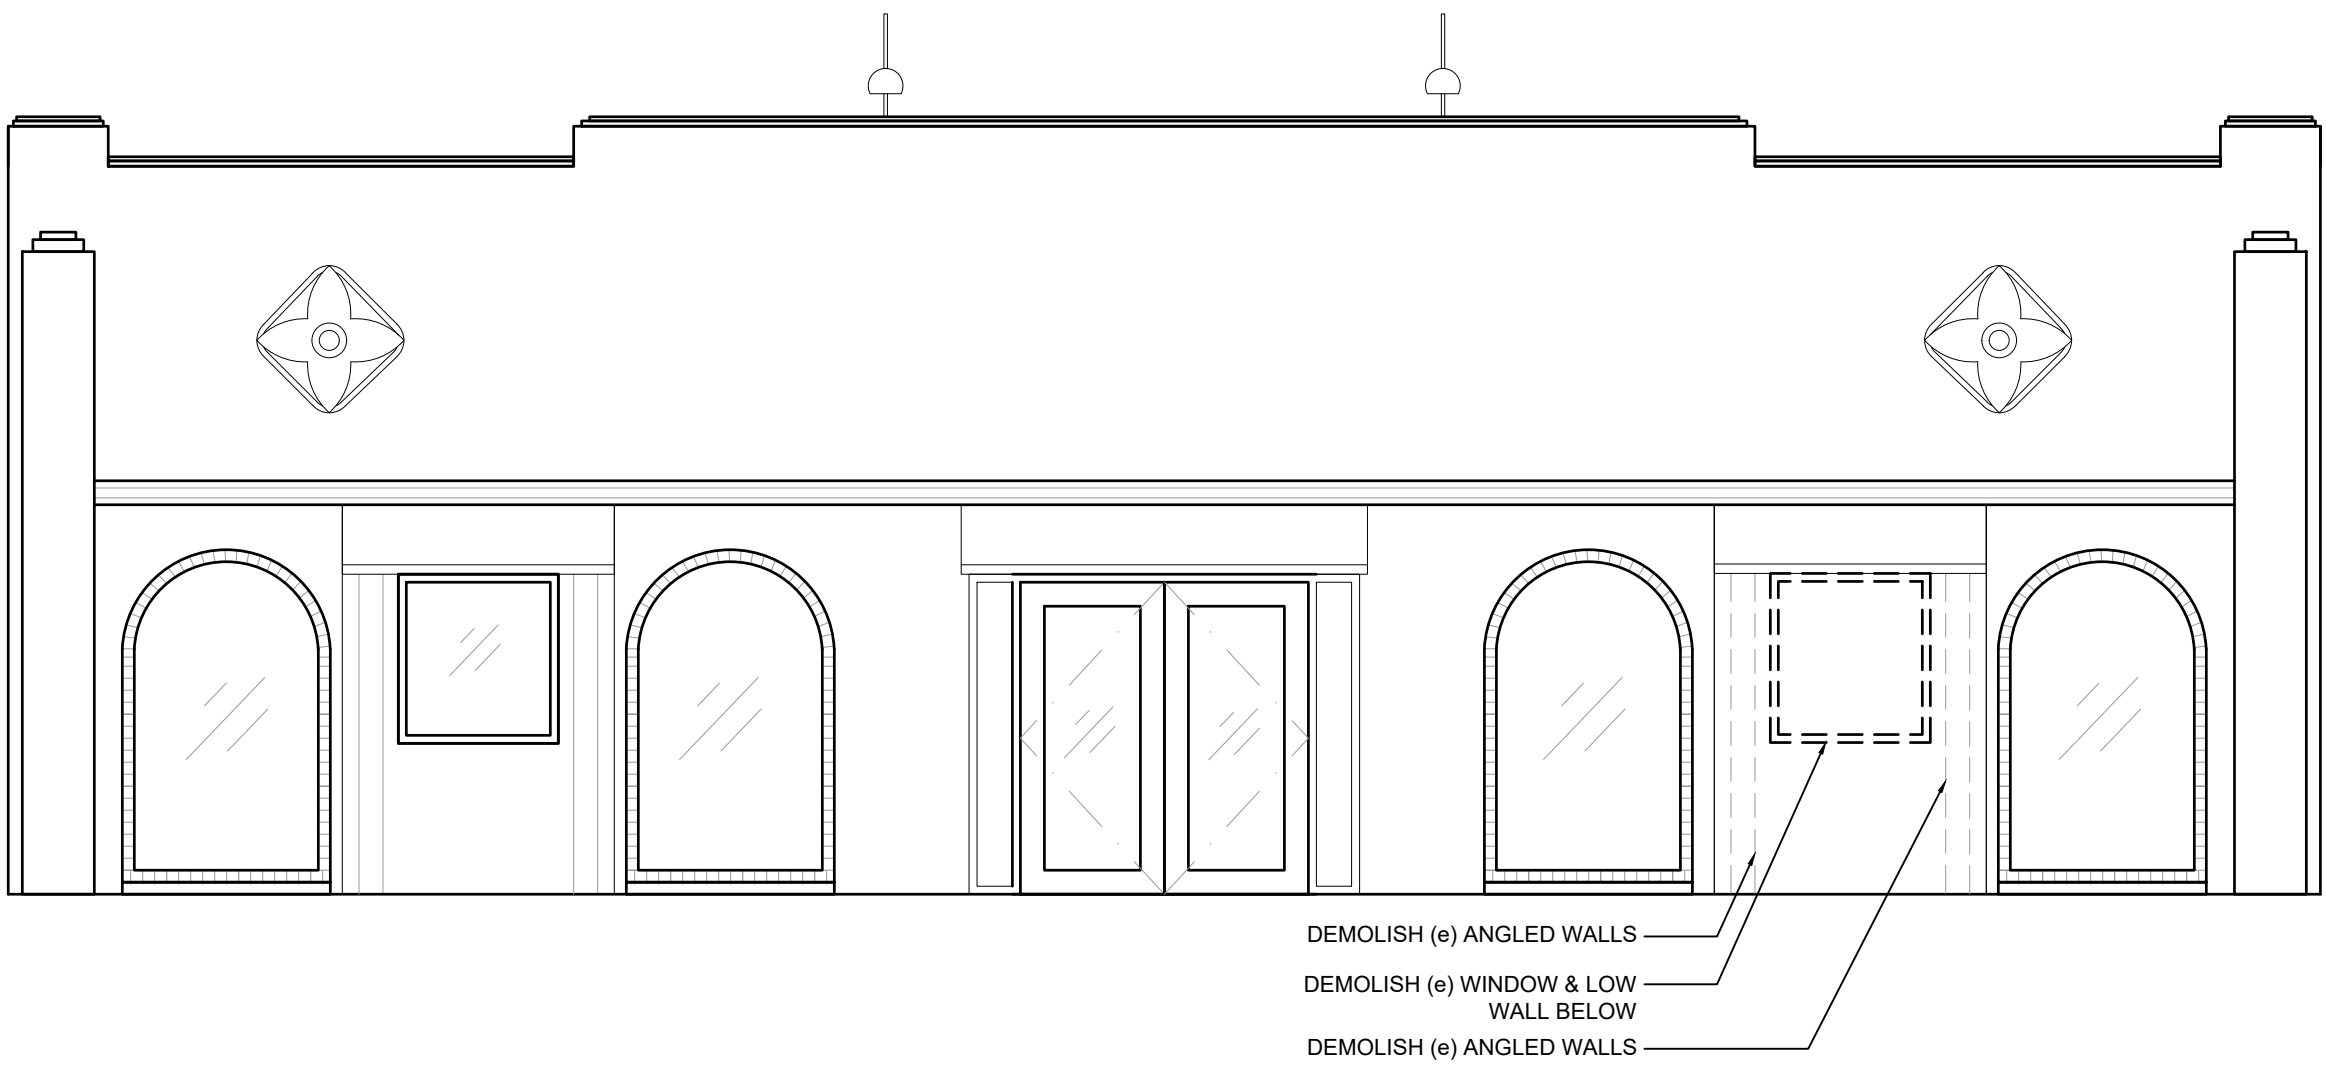 DEMOLISH (e) ANGLED WALLS
DEMOLISH (e) WINDOW & LOW
WALL BELOW
DEMOLISH (e) ANGLED WALLS